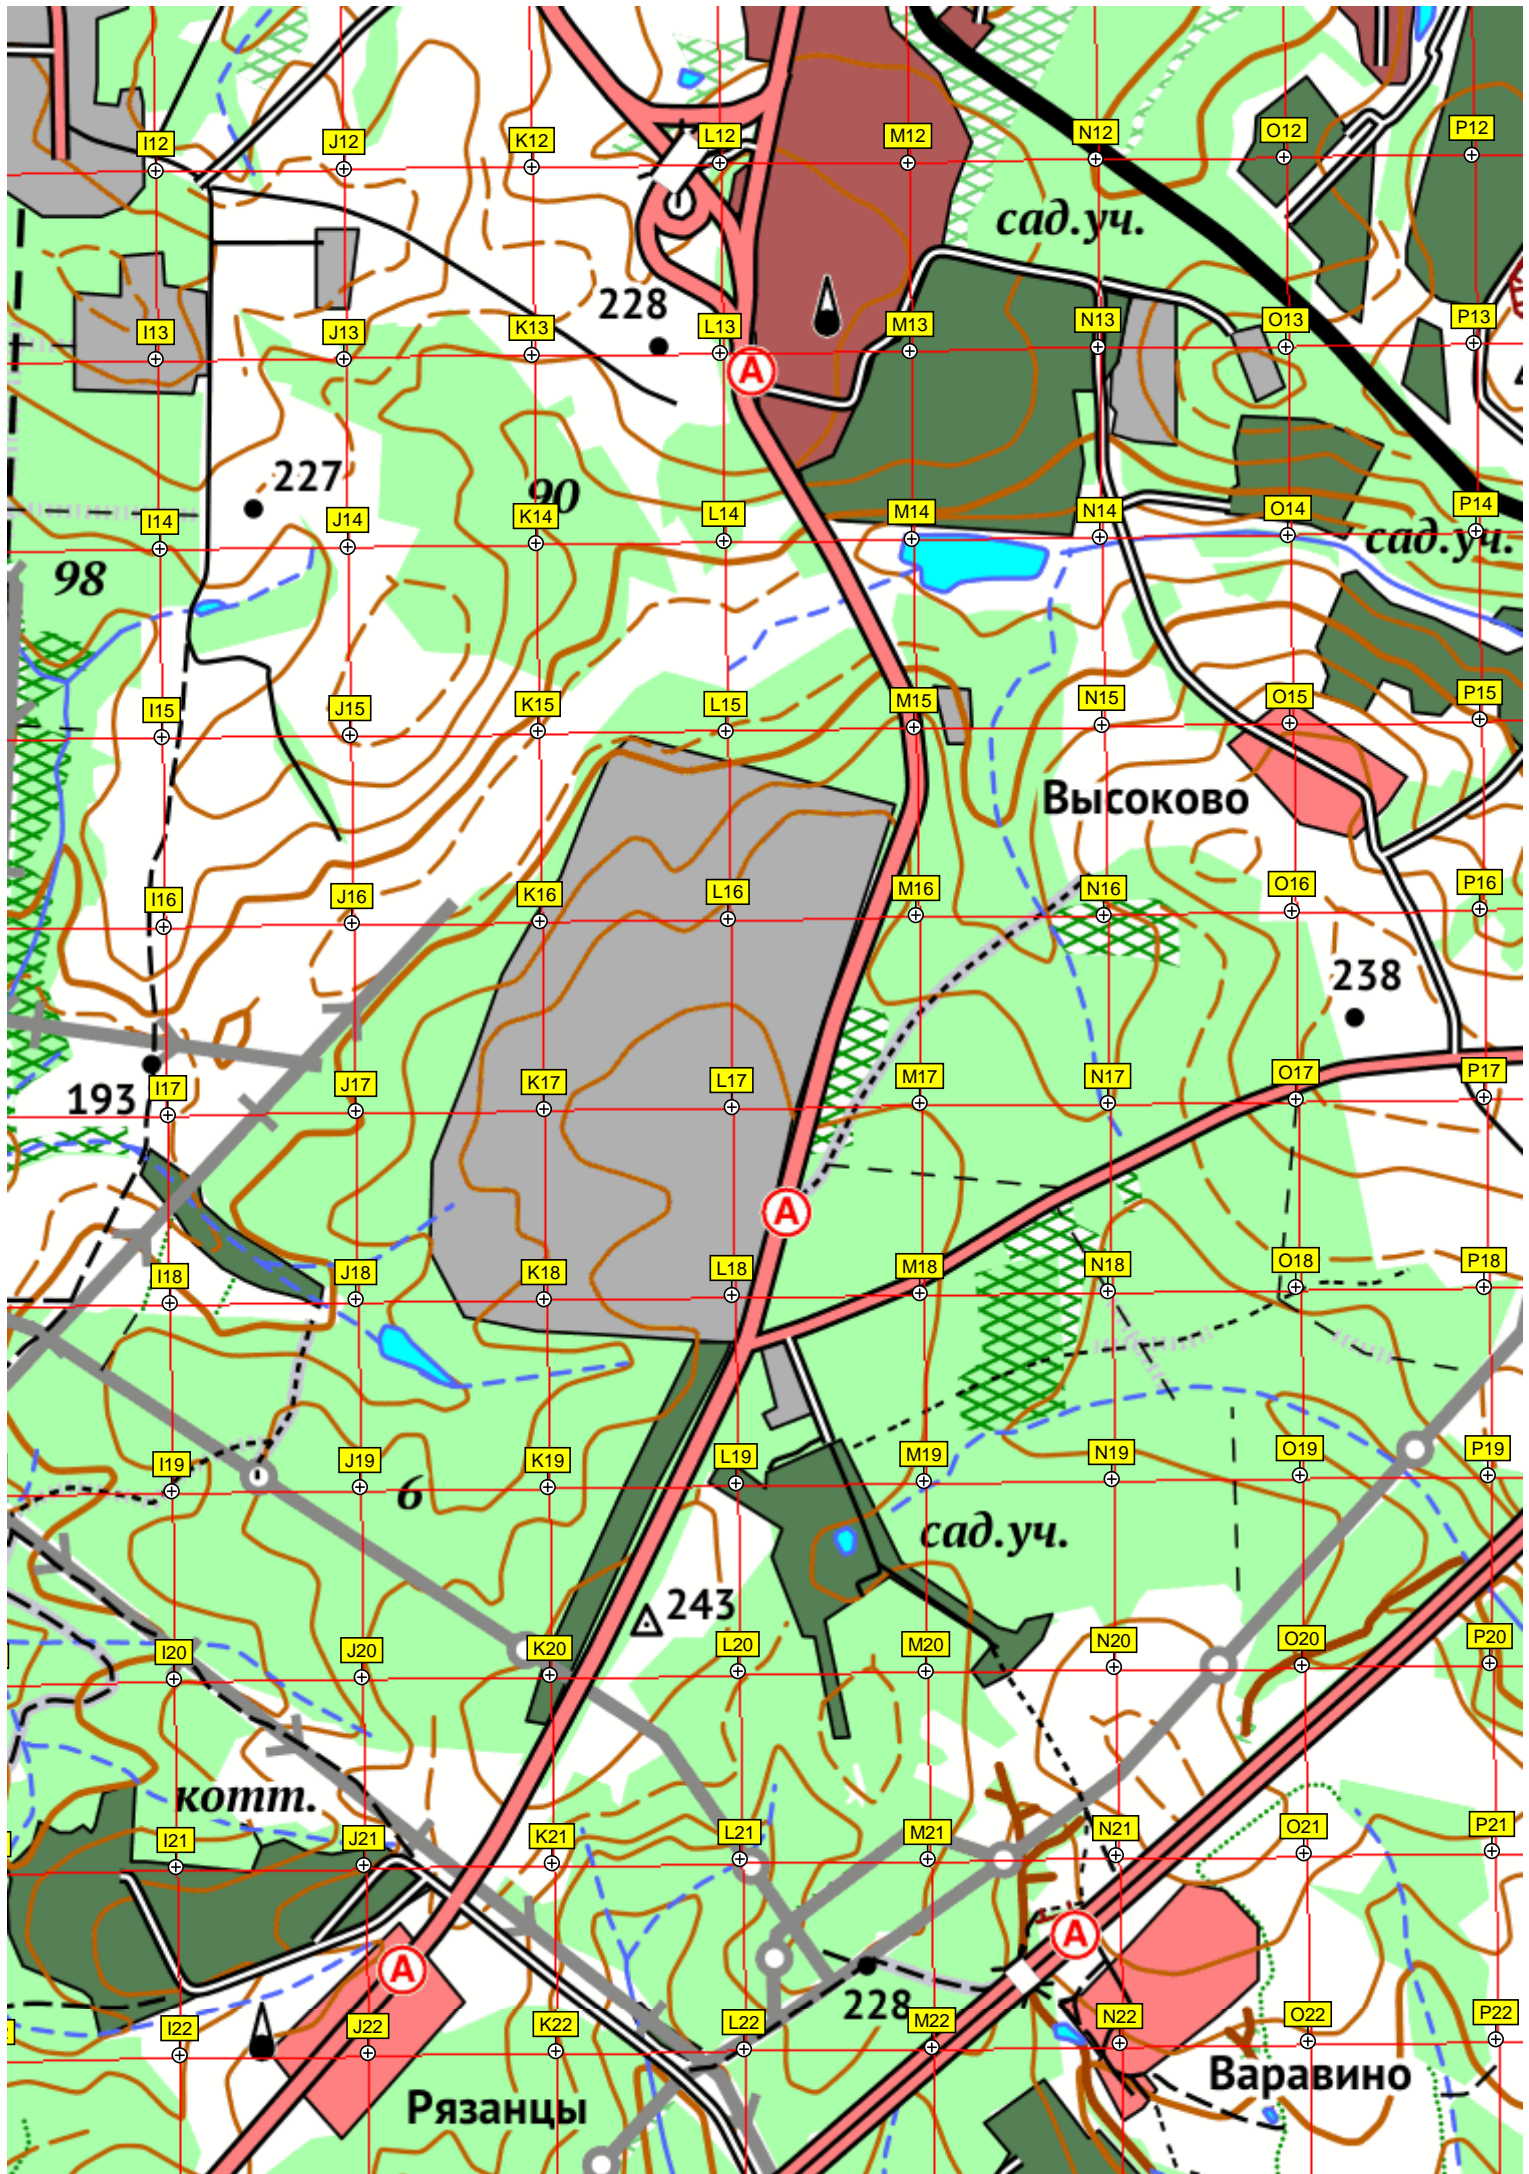 I12 J12 K12 L12 M12 N12 O12 P12
сад.уч.
228
I13 J13 K13 L13 M13 N13 O13 P13
А
227
90
I14 J14 K14 L14 M14 N14 O14 P14
сад.уч.
98
I15 J15 K15 L15 M15 N15 O15 P15
Высоково
I16 J16 K16 L16 M16 N16 O16 P16
238
193
I17 J17 K17 L17 M17 N17 O17 P17
А
I18 J18 K18 L18 M18 N18 O18 P18
I19 J19 K19 L19 M19 N19 O19 P19
6
сад.уч.
243
I20 J20 K20 L20 M20 N20 O20 P20
котт.
I21 J21 K21 L21 M21 N21 O21 P21
А
А
228
I22 J22 K22 L22 M22 N22 O22 P22
Варавино
Рязанцы